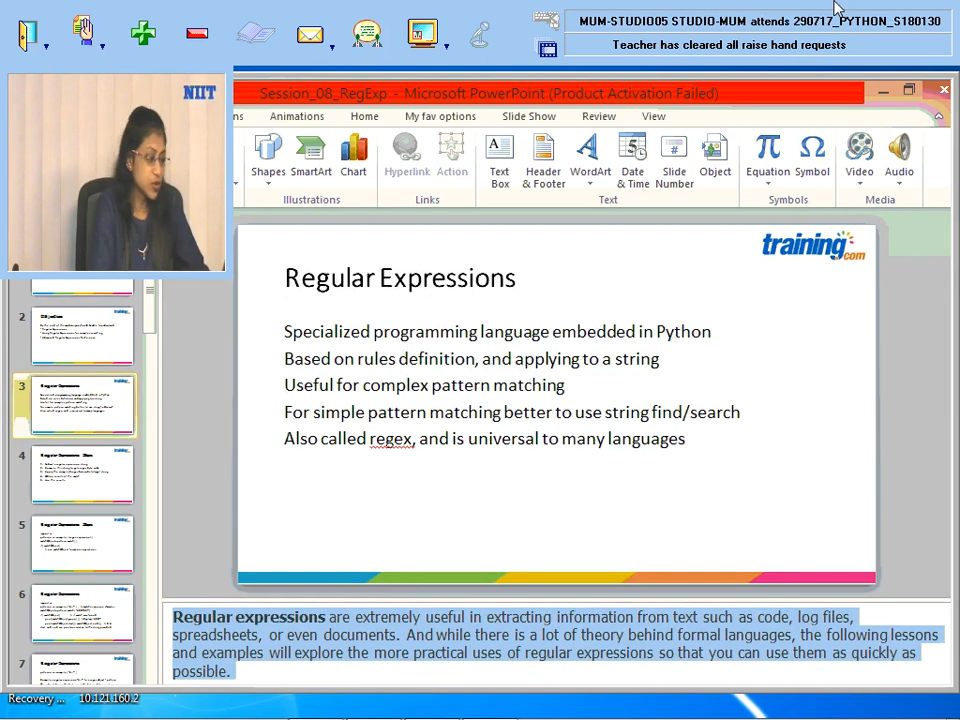 MUM-STUDIO05 STUDIO-MUM attends 290717_PYTHON_S180130
Teacher has cleared all raise hand requests
NIIT
Session_08_RegExp - Microsoft PowerPoint (Product Activation Failed)
Animations Home My fav options Slide Show Review View
Shapes SmartArt Chart Hyperlink Action Text Box Header & Footer WordArt Date & Time Slide Number Object Equation Symbol Video Audio
Illustrations Links Text Symbols Media
training.com
Regular Expressions
Specialized programming language embedded in Python
Based on rules definition, and applying to a string
Useful for complex pattern matching
For simple pattern matching better to use string find/search
Also called regex, and is universal to many languages
2
3
4
5
6
7
Regular expressions are extremely useful in extracting information from text such as code, log files,
spreadsheets, or even documents. And while there is a lot of theory behind formal languages, the following lessons
and examples will explore the more practical uses of regular expressions so that you can use them as quickly as
possible.
Recovery ... 10.121.160.2